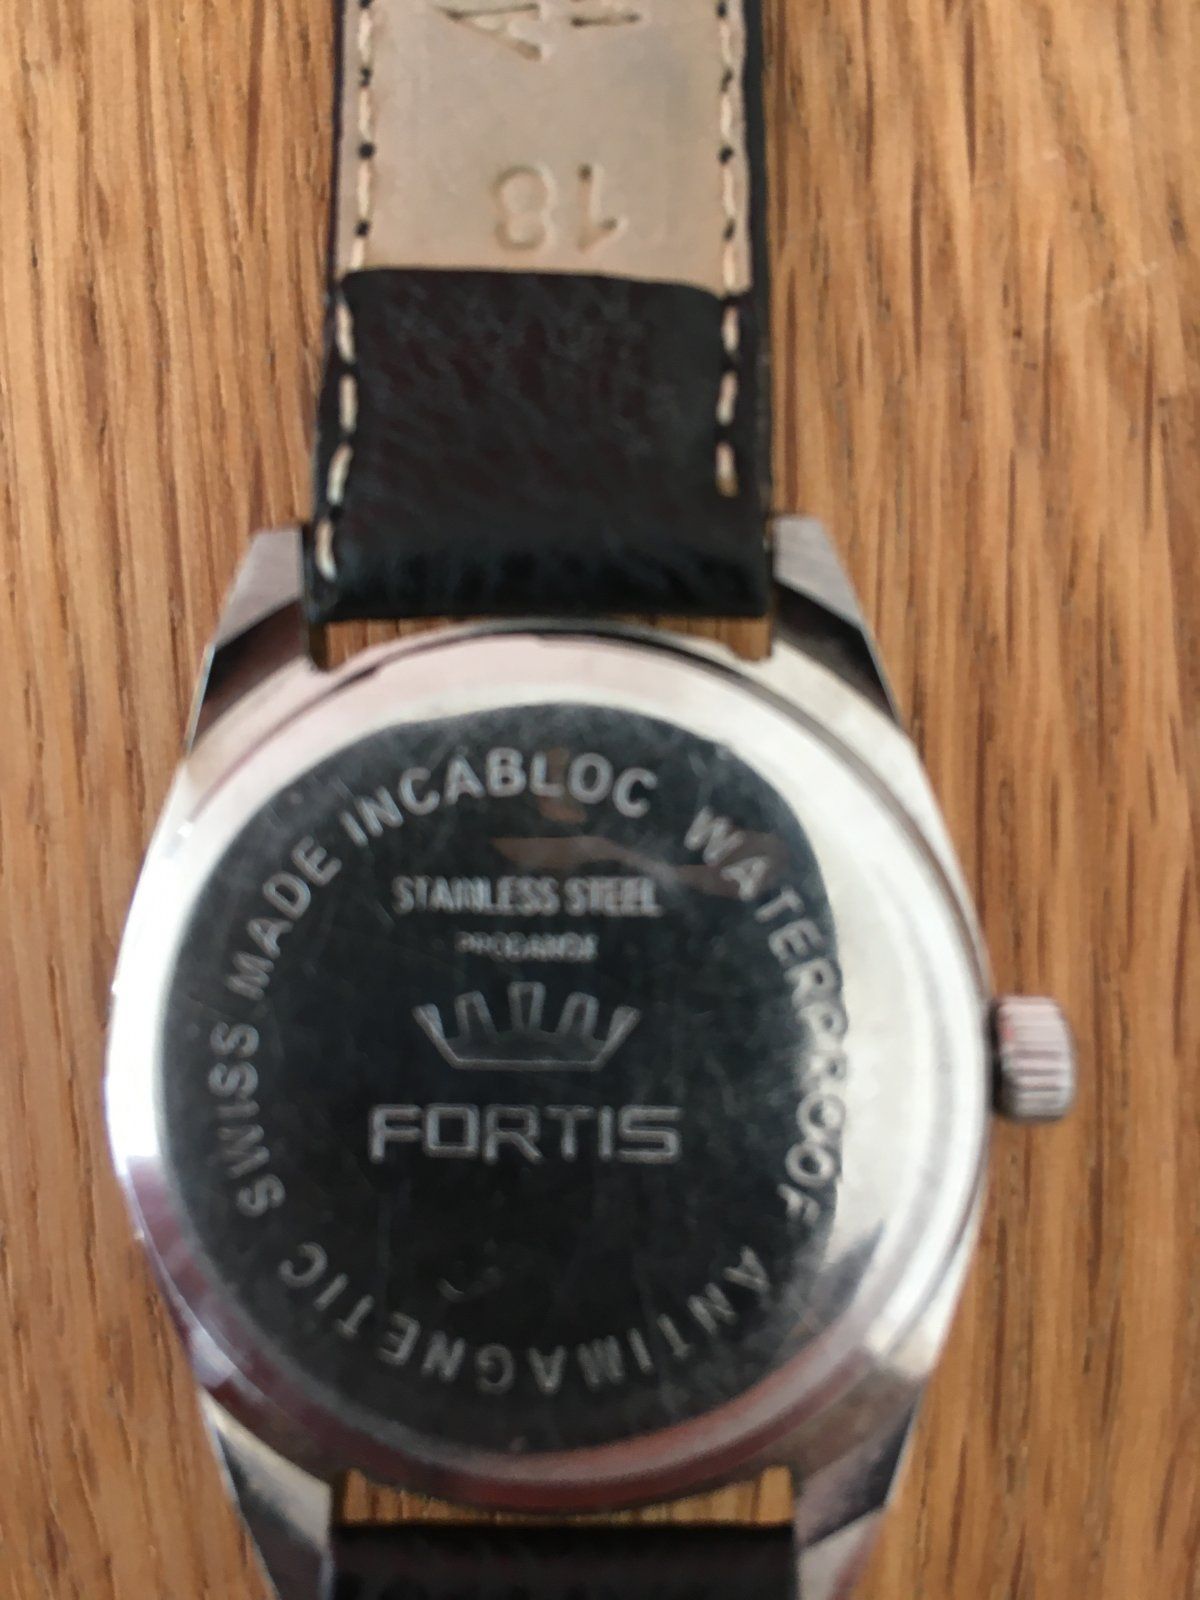 18
SWISS MADE INCABLOC WATERPROOF ANTIMAGNETIC
STAINLESS STEEL
FORTIS